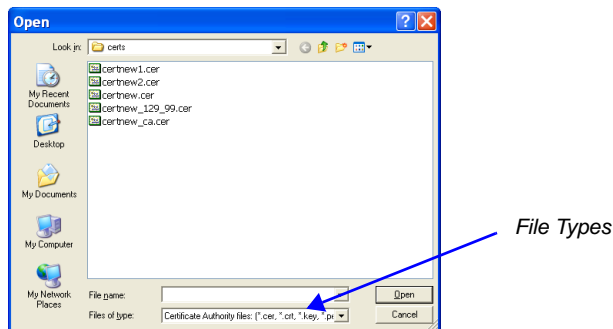 Open
Look in: certs
certnew1.cer
certnew2.cer
certnew.cer
certnew_129_99.cer
certnew_ca.cer
My Recent
Documents
Desktop
My Documents
My Computer
My Network
Places
File name:
Open
Files of type: Certificate Authority files: (*.cer, *.crt, *.key, *.pe
Cancel
File Types